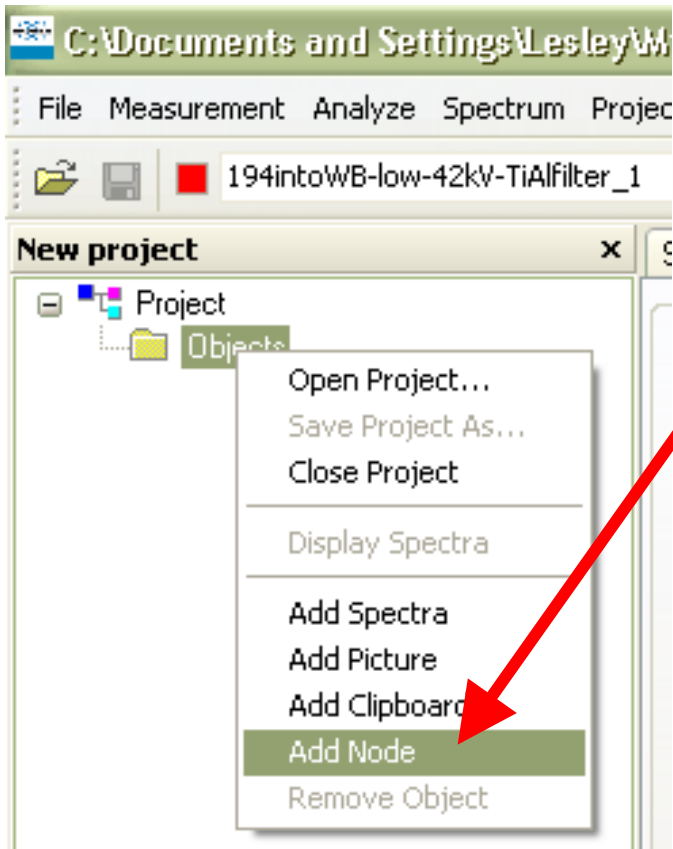 C:\Documents and Settings\Lesley\M
File Measurement Analyze Spectrum Projec
194intoWB-low-42kV-TiAlfilter_1
New project x
Project
Objects
Open Project...
Save Project As...
Close Project
Display Spectra
Add Spectra
Add Picture
Add Clipboard
Add Node
Remove Object